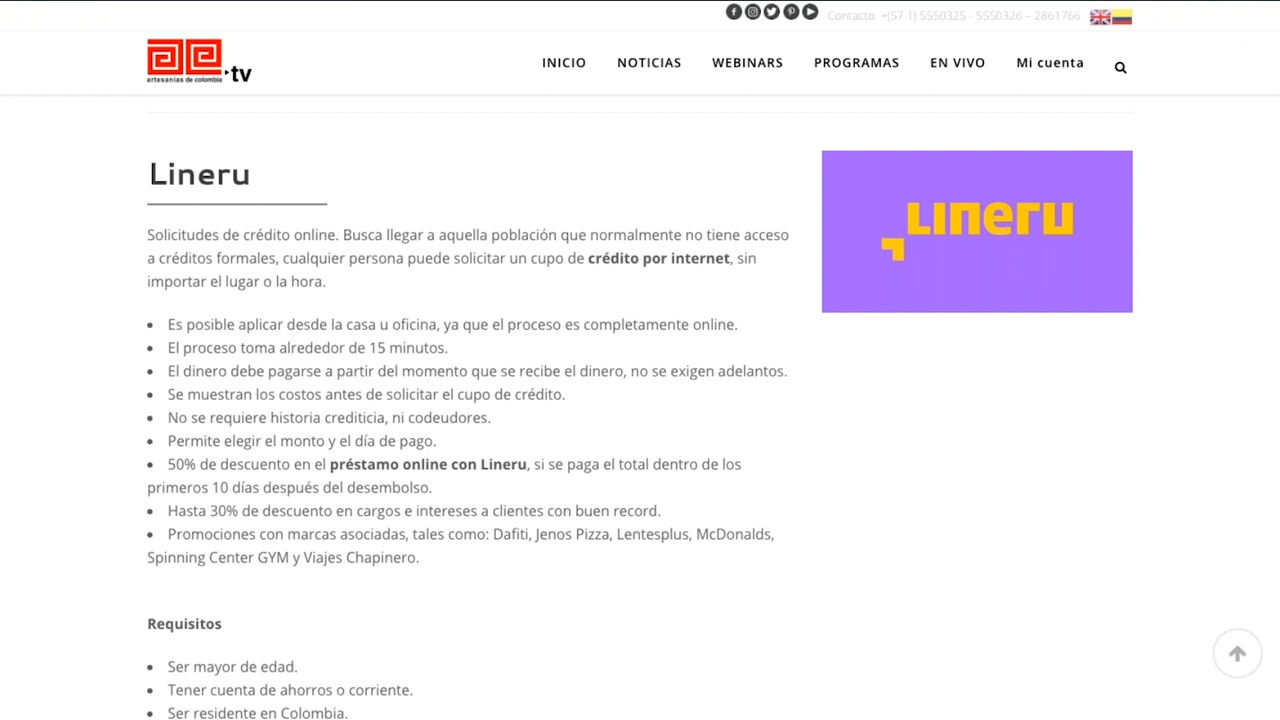 Contacto: +(57 1) 5550325 - 5550326 – 2861766
artesanías de colombia
tv
INICIO NOTICIAS WEBINARS PROGRAMAS EN VIVO Mi cuenta
Lineru
LINERU
Solicitudes de crédito online. Busca llegar a aquella población que normalmente no tiene acceso
a créditos formales, cualquier persona puede solicitar un cupo de crédito por internet, sin
importar el lugar o la hora.
• Es posible aplicar desde la casa u oficina, ya que el proceso es completamente online.
• El proceso toma alrededor de 15 minutos.
• El dinero debe pagarse a partir del momento que se recibe el dinero, no se exigen adelantos.
• Se muestran los costos antes de solicitar el cupo de crédito.
• No se requiere historia crediticia, ni codeudores.
• Permite elegir el monto y el día de pago.
• 50% de descuento en el préstamo online con Lineru, si se paga el total dentro de los
primeros 10 días después del desembolso.
• Hasta 30% de descuento en cargos e intereses a clientes con buen record.
• Promociones con marcas asociadas, tales como: Dafiti, Jenos Pizza, Lentesplus, McDonalds,
Spinning Center GYM y Viajes Chapinero.
Requisitos
• Ser mayor de edad.
• Tener cuenta de ahorros o corriente.
• Ser residente en Colombia.